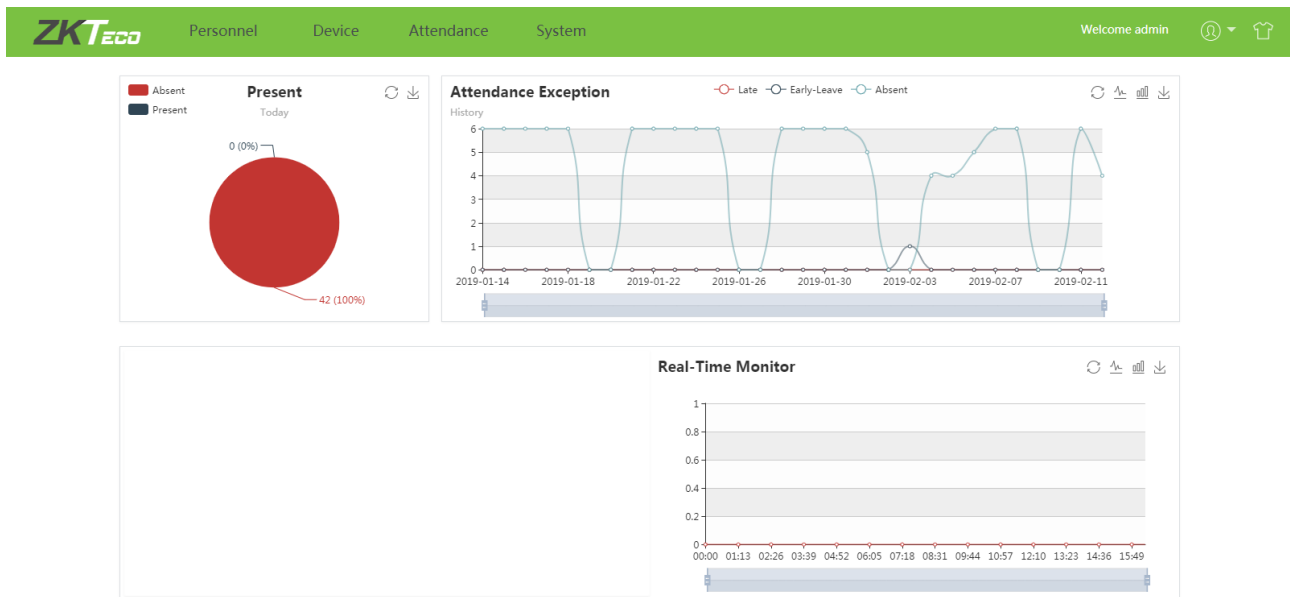 ZKTeco Personnel Device Attendance System Welcome admin
Absent
Present
Present
Today
0 (0%)
42 (100%)
Attendance Exception
History
Late Early-Leave Absent
6
5
4
3
2
1
0
2019-01-14 2019-01-18 2019-01-22 2019-01-26 2019-01-30 2019-02-03 2019-02-07 2019-02-11
Real-Time Monitor
1
0.8
0.6
0.4
0.2
0
00:00 01:13 02:26 03:39 04:52 06:05 07:18 08:31 09:44 10:57 12:10 13:23 14:36 15:49